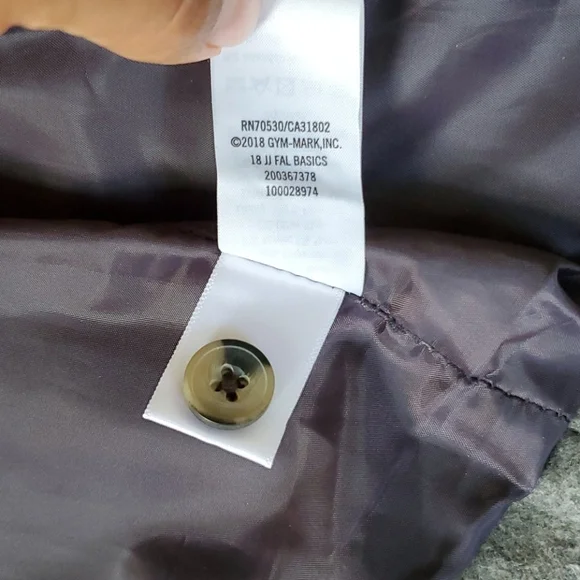 RN70530/CA31802
©2018 GYM-MARK,INC.
18 JJ FAL BASICS
200367378
100028974